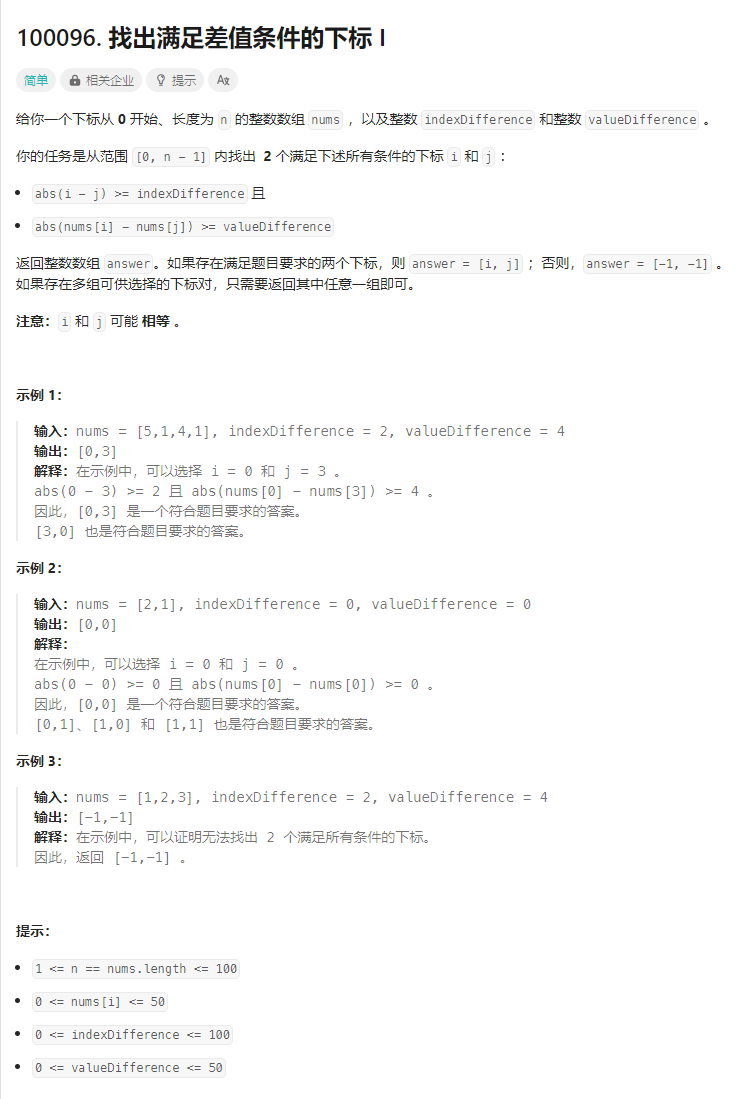 100096. 找出满足差值条件的下标 I
简单 相关企业 提示 Aあ
给你一个下标从 0 开始、长度为 n 的整数数组 nums ，以及整数 indexDifference 和整数 valueDifference 。
你的任务是从范围 [0, n - 1] 内找出 2 个满足下述所有条件的下标 i 和 j ：
abs(i - j) >= indexDifference 且
abs(nums[i] - nums[j]) >= valueDifference
返回整数数组 answer。如果存在满足题目要求的两个下标，则 answer = [i, j] ；否则，answer = [-1, -1] 。
如果存在多组可供选择的下标对，只需要返回其中任意一组即可。
注意：i 和 j 可能 相等 。
示例 1：
输入：nums = [5,1,4,1], indexDifference = 2, valueDifference = 4
输出：[0,3]
解释：在示例中，可以选择 i = 0 和 j = 3 。
abs(0 - 3) >= 2 且 abs(nums[0] - nums[3]) >= 4 。
因此，[0,3] 是一个符合题目要求的答案。
[3,0] 也是符合题目要求的答案。
示例 2：
输入：nums = [2,1], indexDifference = 0, valueDifference = 0
输出：[0,0]
解释：
在示例中，可以选择 i = 0 和 j = 0 。
abs(0 - 0) >= 0 且 abs(nums[0] - nums[0]) >= 0 。
因此，[0,0] 是一个符合题目要求的答案。
[0,1]、[1,0] 和 [1,1] 也是符合题目要求的答案。
示例 3：
输入：nums = [1,2,3], indexDifference = 2, valueDifference = 4
输出：[-1,-1]
解释：在示例中，可以证明无法找出 2 个满足所有条件的下标。
因此，返回 [-1,-1] 。
提示：
1 <= n == nums.length <= 100
0 <= nums[i] <= 50
0 <= indexDifference <= 100
0 <= valueDifference <= 50